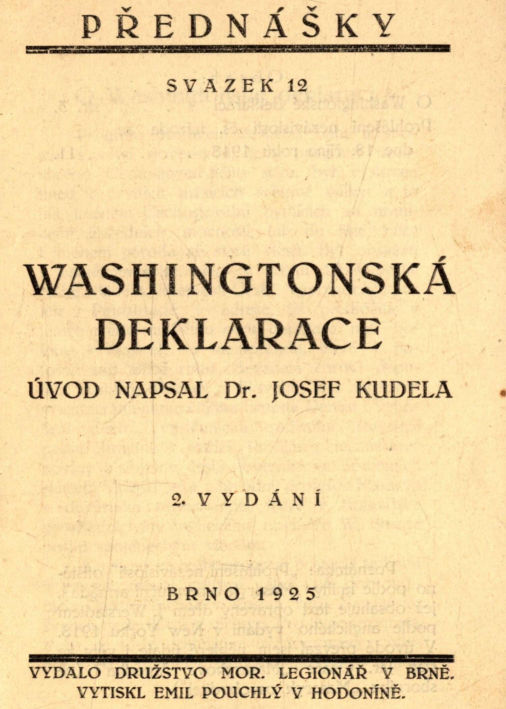 PŘEDNÁŠKY
SVAZEK 12
WASHINGTONSKÁ
DEKLARACE
ÚVOD NAPSAL Dr. JOSEF KUDELA
2. VYDÁNÍ
BRNO 1925
VYDALO DRUŽSTVO MOR. LEGIONÁŘ V BRNĚ.
VYTISKL EMIL POUCHLÝ V HODONÍNĚ.